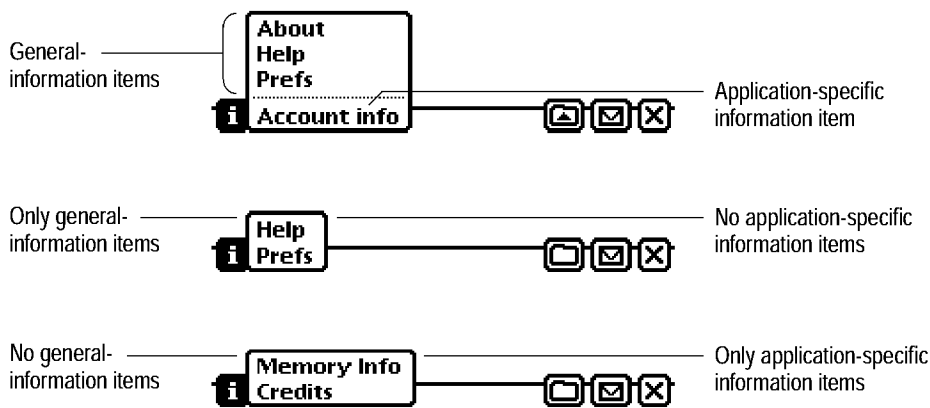 General-
information items
About
Help
Prefs
i Account info
Application-specific
information item
Only general-
information items
Help
i Prefs
No application-specific
information items
No general-
information items
Memory Info
i Credits
Only application-specific
information items